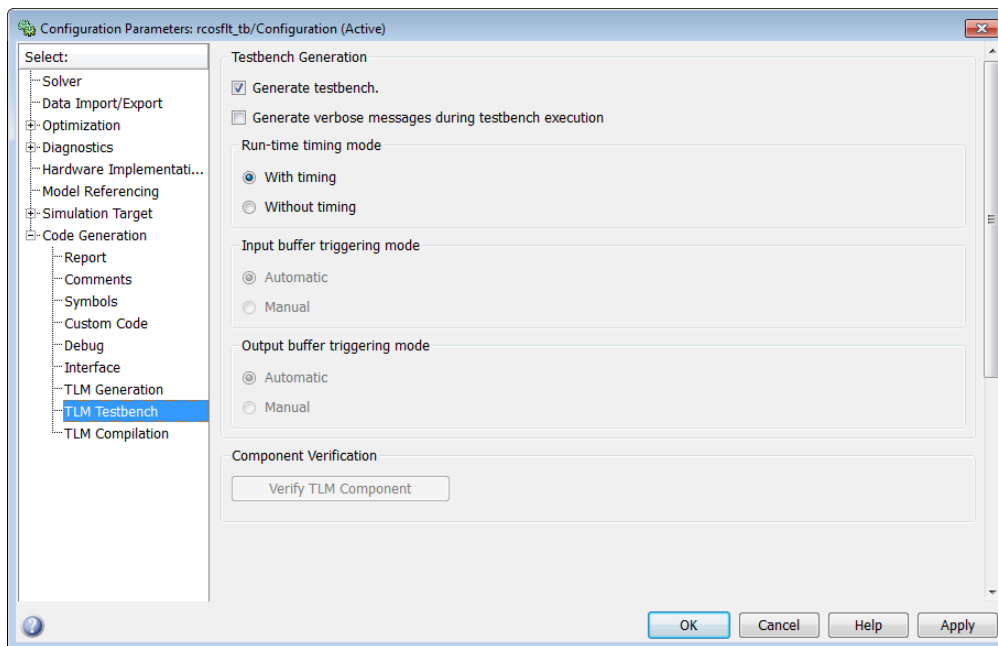 Configuration Parameters: rcosflt_tb/Configuration (Active)
Select:
Solver
Data Import/Export
Optimization
Diagnostics
Hardware Implementati...
Model Referencing
Simulation Target
Code Generation
Report
Comments
Symbols
Custom Code
Debug
Interface
TLM Generation
TLM Testbench
TLM Compilation
Testbench Generation
Generate testbench.
Generate verbose messages during testbench execution
Run-time timing mode
With timing
Without timing
Input buffer triggering mode
Automatic
Manual
Output buffer triggering mode
Automatic
Manual
Component Verification
Verify TLM Component
OK Cancel Help Apply